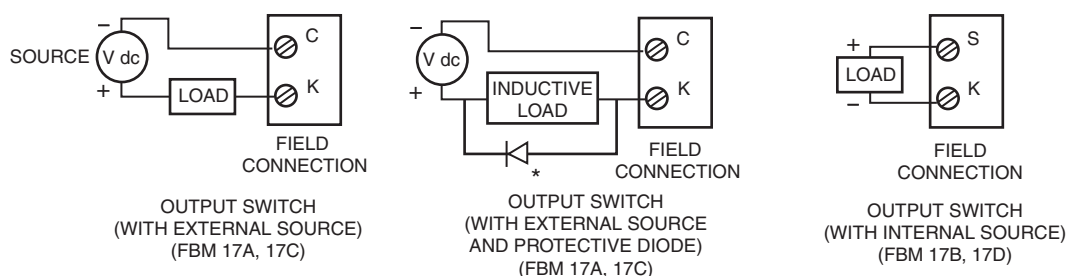 − C
SOURCE V dc
+ LOAD K
FIELD
CONNECTION
OUTPUT SWITCH
(WITH EXTERNAL SOURCE)
(FBM 17A, 17C)
− C
V dc
+ INDUCTIVE
LOAD K
*
FIELD
CONNECTION
OUTPUT SWITCH
(WITH EXTERNAL SOURCE
AND PROTECTIVE DIODE)
(FBM 17A, 17C)
+ S
LOAD
− K
FIELD
CONNECTION
OUTPUT SWITCH
(WITH INTERNAL SOURCE)
(FBM 17B, 17D)